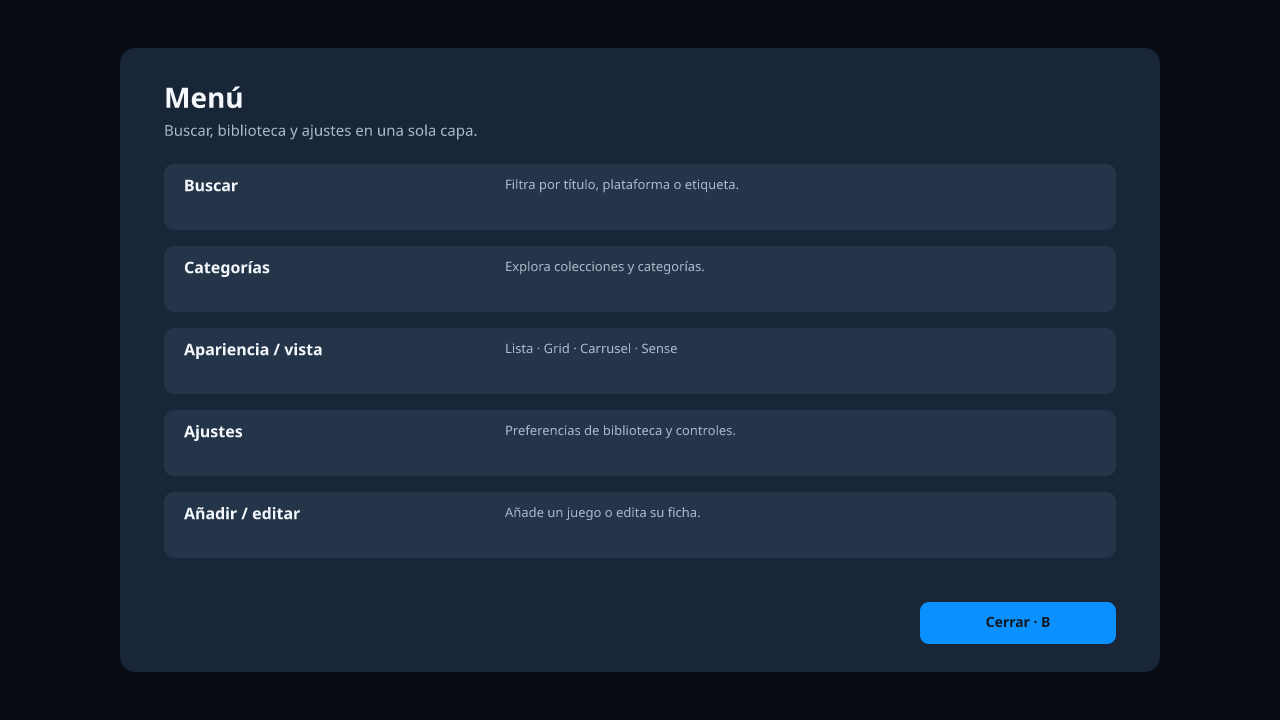 Menú
Buscar, biblioteca y ajustes en una sola capa.
Buscar
Filtra por título, plataforma o etiqueta.
Categorías
Explora colecciones y categorías.
Apariencia / vista
Lista · Grid · Carrusel · Sense
Ajustes
Preferencias de biblioteca y controles.
Añadir / editar
Añade un juego o edita su ficha.
Cerrar · B